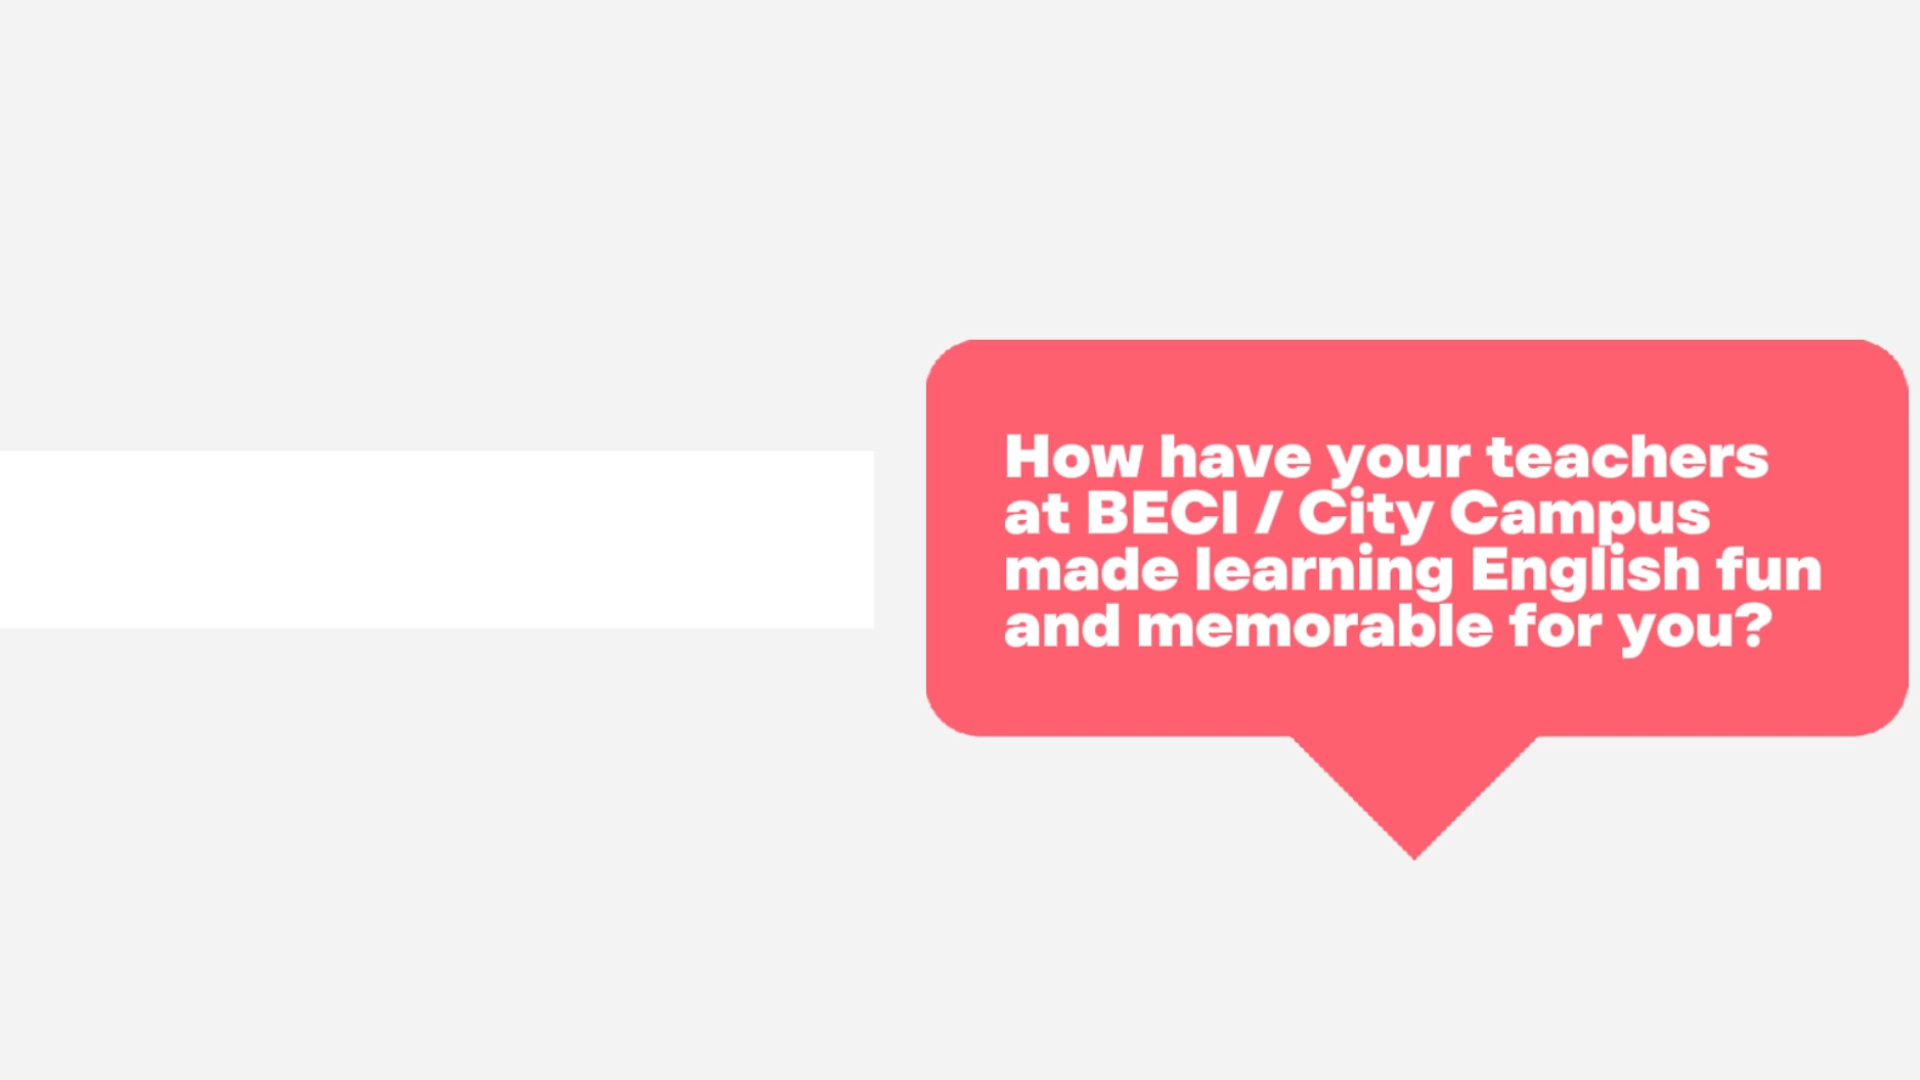 How have your teachers
at BECI / City Campus
made learning English fun
and memorable for you?